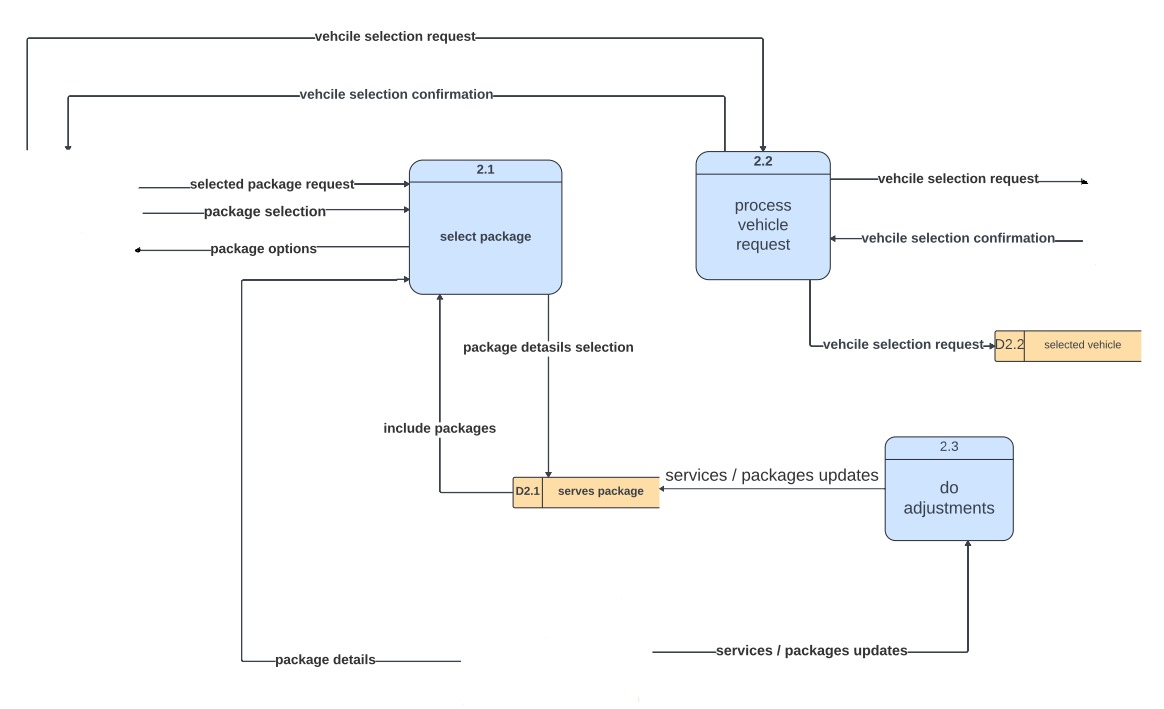 vehcile selection request
vehcile selection confirmation
2.1
2.2
selected package request
vehcile selection request
package selection
process
vehicle
request
select package
vehcile selection confirmation
package options
package detasils selection
vehcile selection request
D2.2
selected vehicle
include packages
2.3
services / packages updates
do
adjustments
D2.1
serves package
package details
services / packages updates